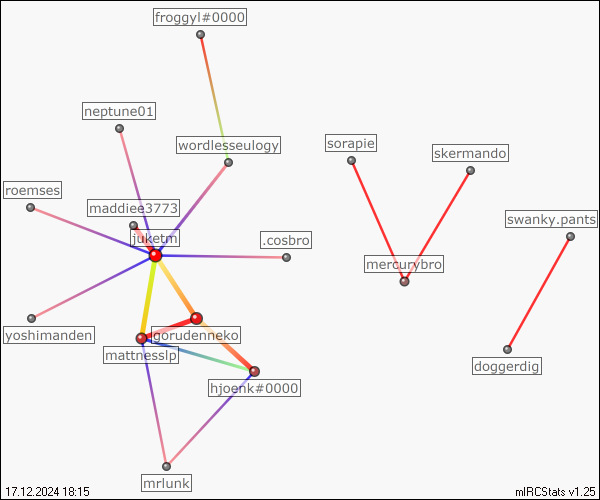 froggyl#0000
neptune01
wordlesseulogy
sorapie
skermando
roemses
maddiee3773
swanky.pants
juketm
.cosbro
mercurybro
yoshimanden
gorudenneko
mattnesslp
doggerdig
hjoenk#0000
mrlunk
17.12.2024 18:15
mIRCStats v1.25